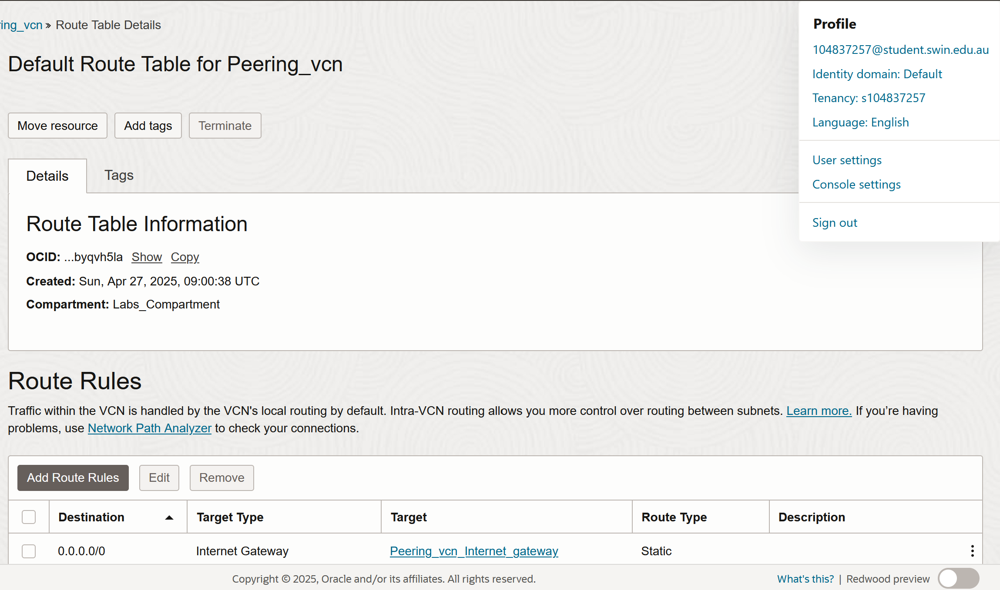 ring_vcn » Route Table Details
Default Route Table for Peering_vcn
Move resource Add tags Terminate
Details Tags
Route Table Information
OCID: ...byqvh5la Show Copy
Created: Sun, Apr 27, 2025, 09:00:38 UTC
Compartment: Labs_Compartment
Profile
104837257@student.swin.edu.au
Identity domain: Default
Tenancy: s104837257
Language: English
User settings
Console settings
Sign out
Route Rules
Traffic within the VCN is handled by the VCN's local routing by default. Intra-VCN routing allows you more control over routing between subnets. Learn more. If you’re having
problems, use Network Path Analyzer to check your connections.
Add Route Rules Edit Remove
Destination Target Type Target Route Type Description
0.0.0.0/0 Internet Gateway Peering_vcn_Internet_gateway Static
Copyright © 2025, Oracle and/or its affiliates. All rights reserved.
What's this? | Redwood preview